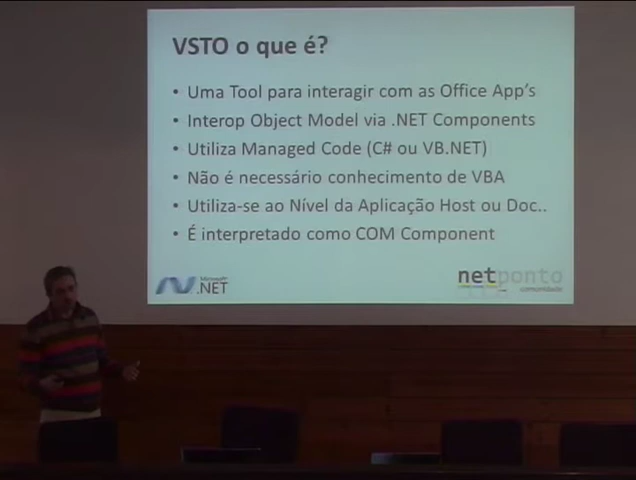 VSTO o que é?
• Uma Tool para interagir com as Office App's
• Interop Object Model via .NET Components
• Utiliza Managed Code (C# ou VB.NET)
• Não é necessário conhecimento de VBA
• Utiliza-se ao Nível da Aplicação Host ou Doc..
• É interpretado como COM Component
Microsoft
.NET
netponto
comunidade